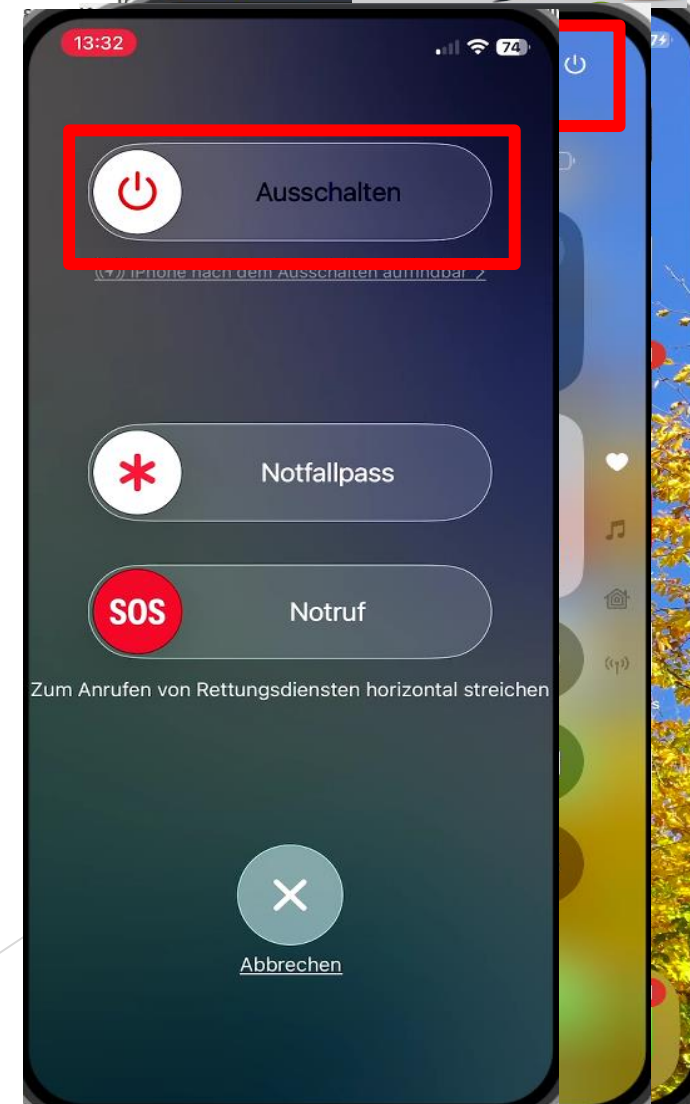 13:32
74
Ausschalten
iPhone nach dem Ausschalten auffindbar
Notfallpass
SOS
Notruf
Zum Anrufen von Rettungsdiensten horizontal streichen
Abbrechen